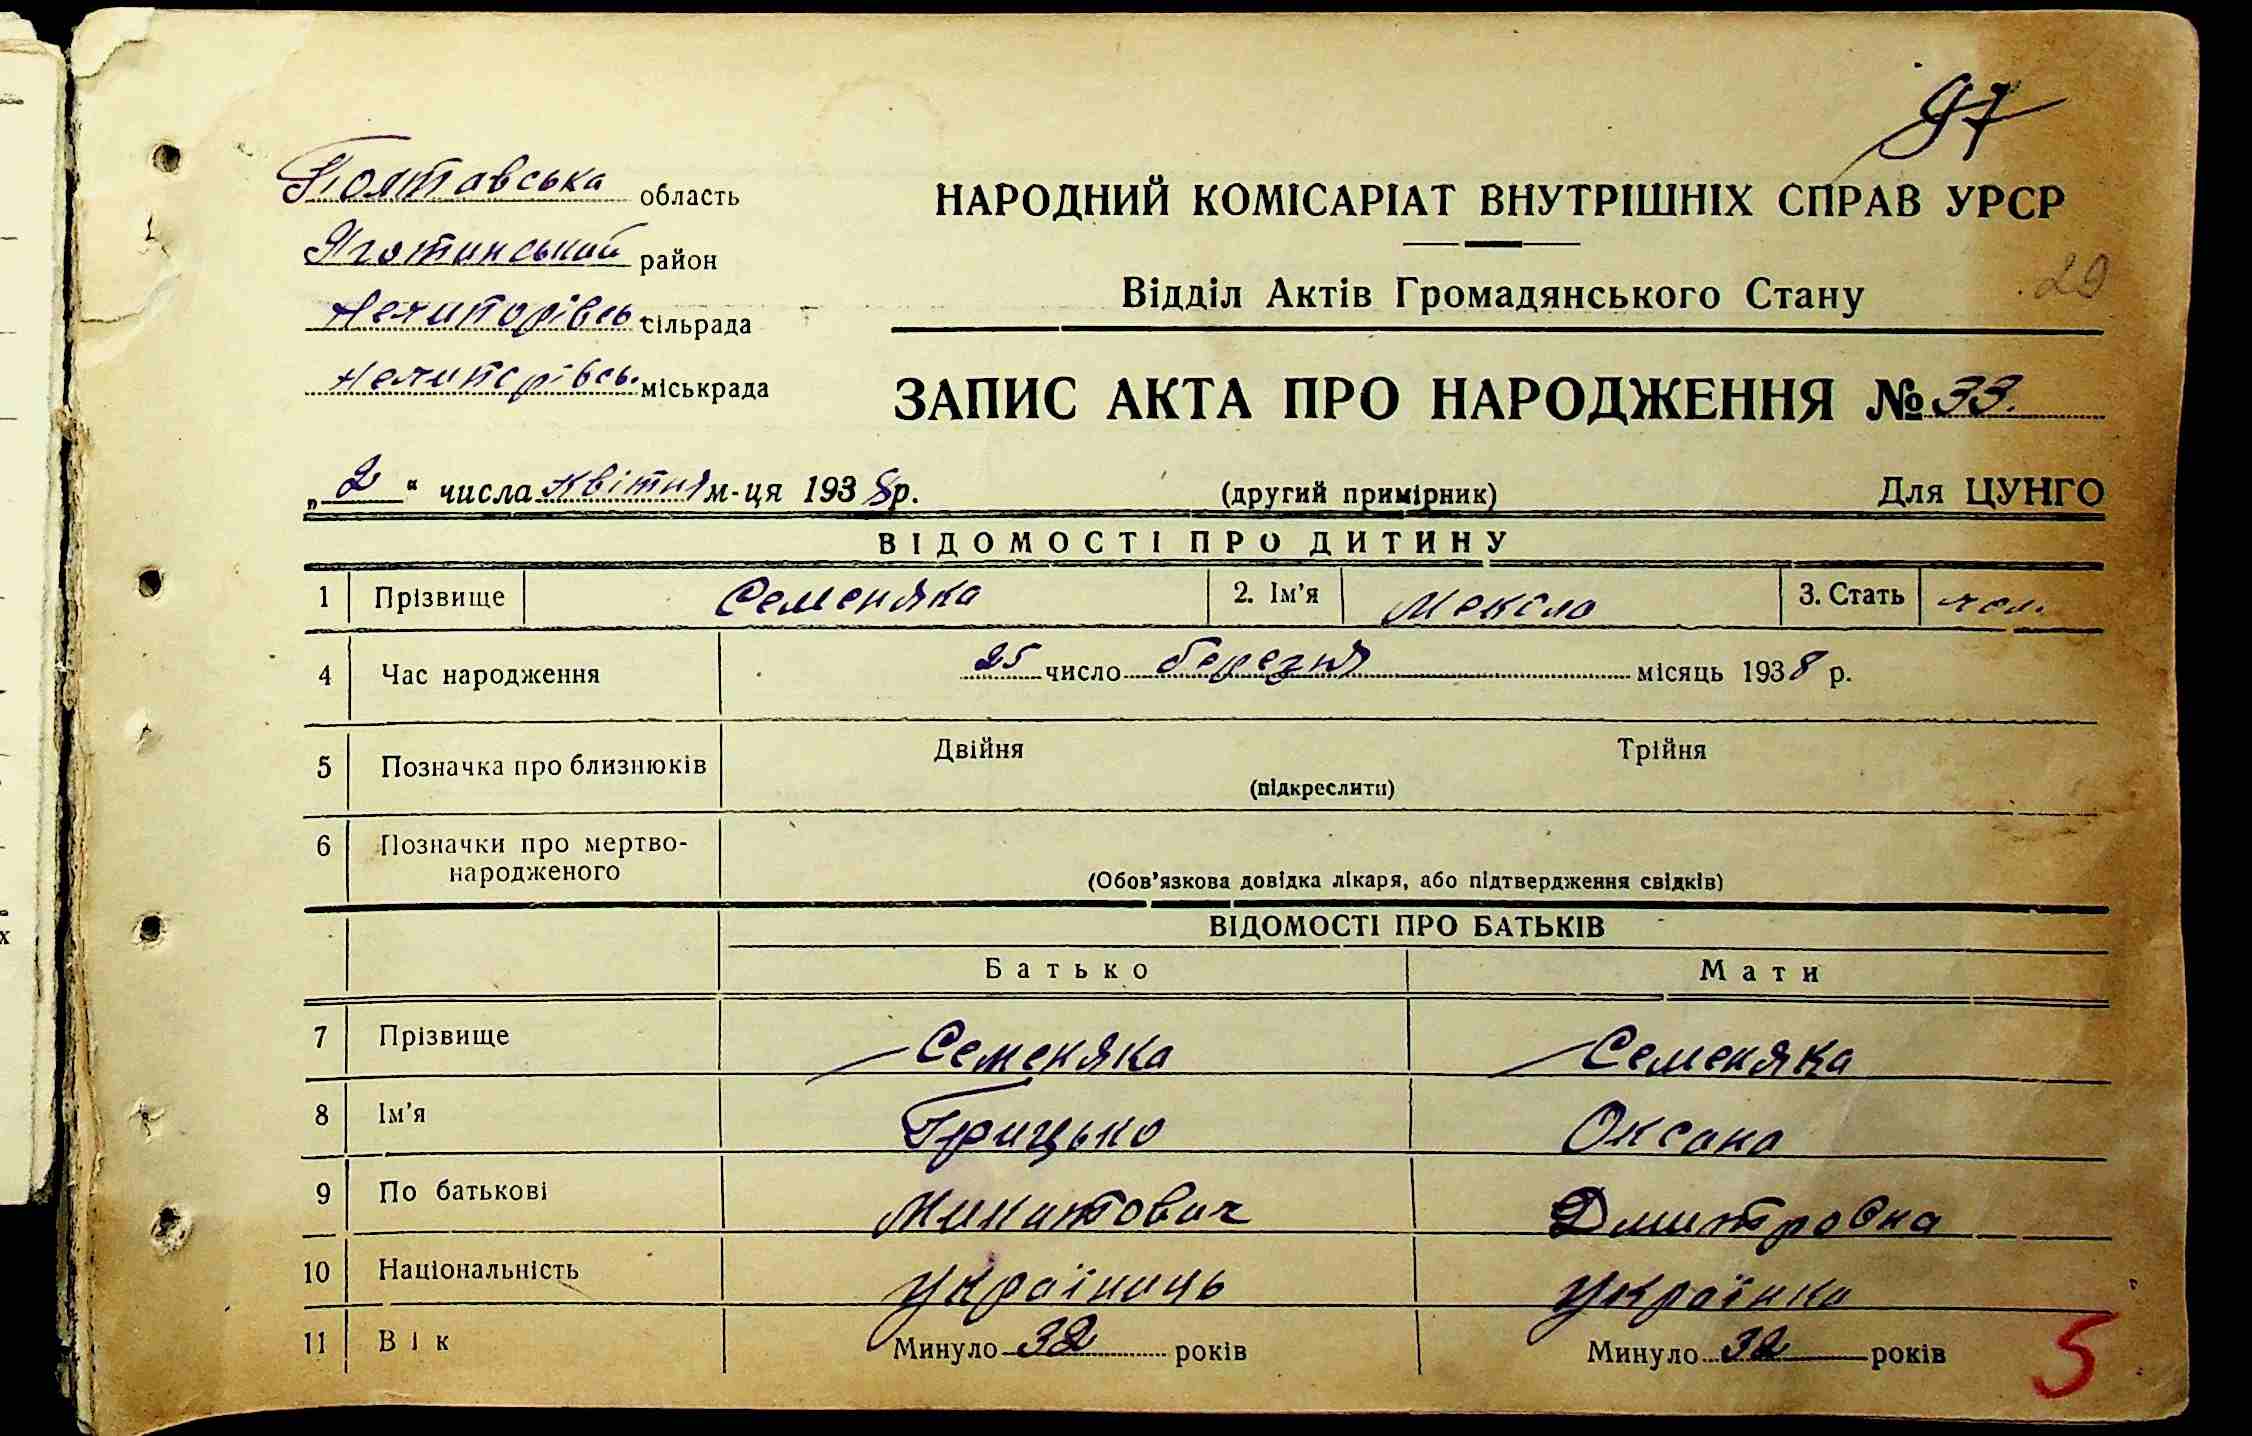 97
Полтавська область
НАРОДНИЙ КОМІСАРІАТ ВНУТРІШНІХ СПРАВ УРСР
Яготинський район
29
Відділ Актів Громадянського Стану
Нечипорівсь. сільрада
Нечипорівсь. міськрада
ЗАПИС АКТА ПРО НАРОДЖЕННЯ № 33.
„2“ числа квітня м-ця 1938р. (другий примірник) Для ЦУНГО
ВІДОМОСТІ ПРО ДИТИНУ
1 Прізвище Семеняка 2. Ім'я 3. Стать чол.
4 Час народження 25 число березня місяць 1938 р.
5 Позначка про близнюків Двійня Трійня
(підкреслити)
6 Позначки про мертво-
народженого
(Обов'язкова довідка лікаря, або підтвердження свідків)
ВІДОМОСТІ ПРО БАТЬКІВ
Батько Мати
7 Прізвище Семеняка Семеняка
8 Ім'я Грицько Оксана
9 По батькові Микитович Дмитровна
10 Національність Україниць Українка
11 Вік Минуло 32 років Минуло 32 років
5
х